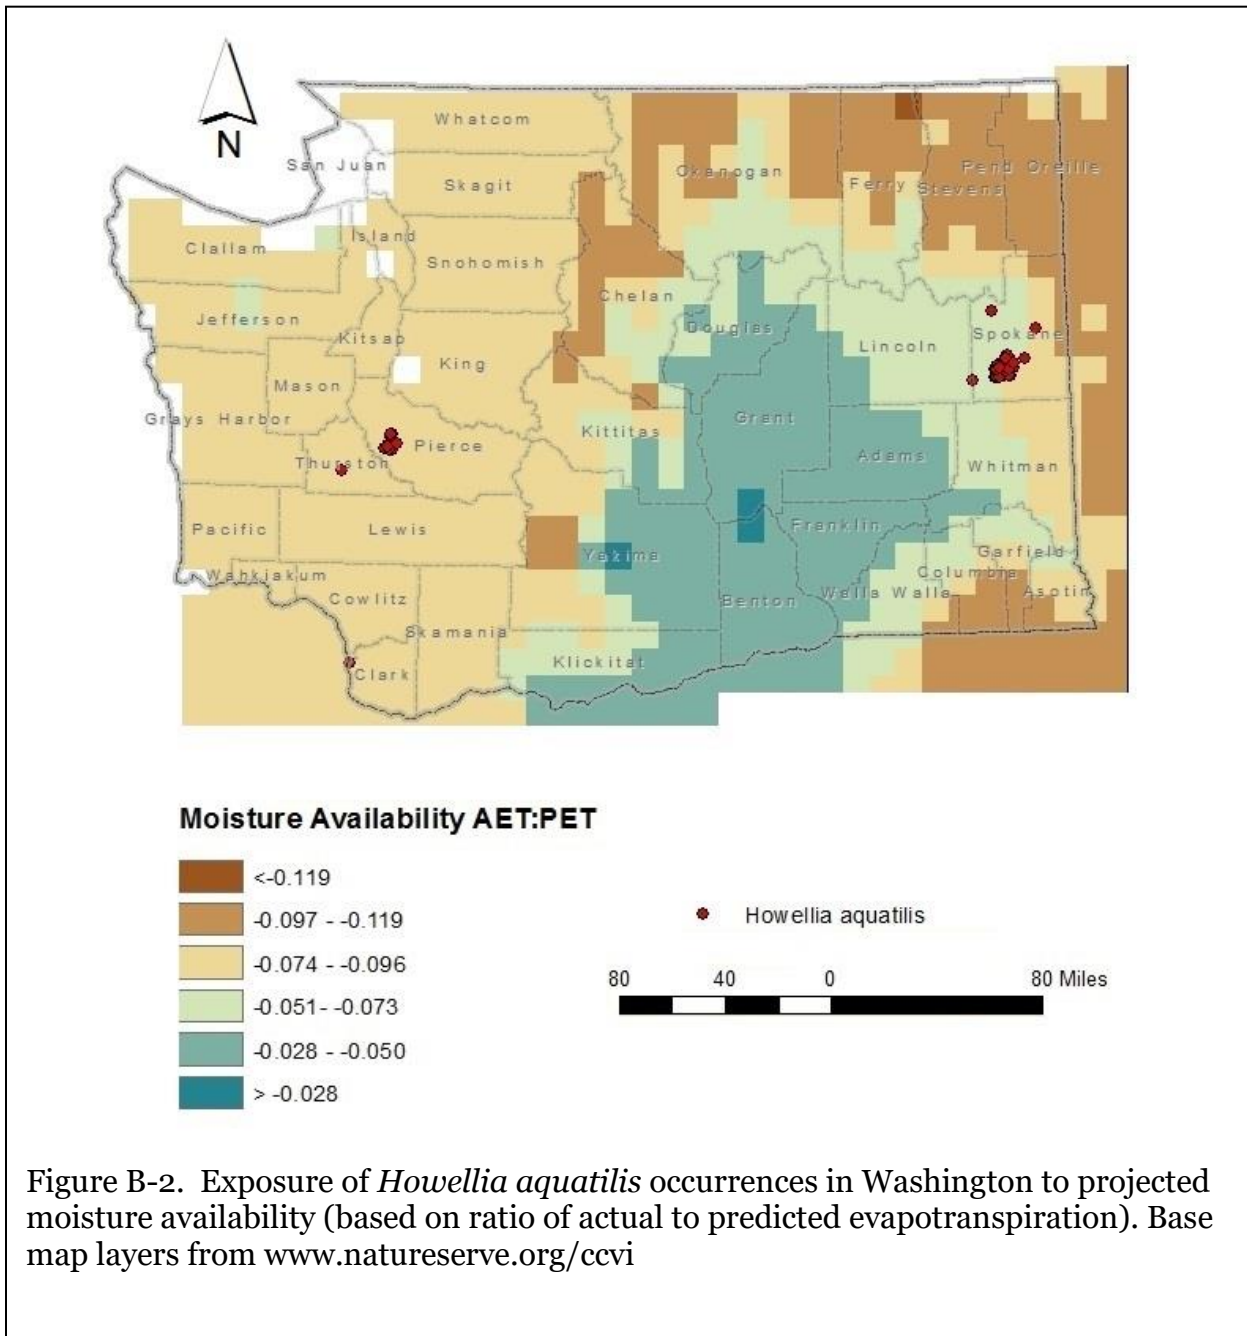 N
Whatcom
San Juan
Skagit
Okanogan
Ferry
Stevens
Pend Oreille
Clallam
Island
Snohomish
Chelan
Jefferson
Kitsap
King
Douglas
Lincoln
Spokane
Mason
Grays Harbor
Thurston
Pierce
Kittitas
Grant
Adams
Whitman
Pacific
Lewis
Yakima
Franklin
Garfield
Wahkiakum
Cowlitz
Skamania
Benton
Walla Walla
Columbia
Asotin
Klickitat
Clark
Moisture Availability AET:PET
<-0.119
-0.097 - -0.119
-0.074 - -0.096
-0.051- -0.073
-0.028 - -0.050
> -0.028
Howellia aquatilis
80 40 0 80 Miles
Figure B-2. Exposure of Howellia aquatilis occurrences in Washington to projected
moisture availability (based on ratio of actual to predicted evapotranspiration). Base
map layers from www.natureserve.org/ccvi